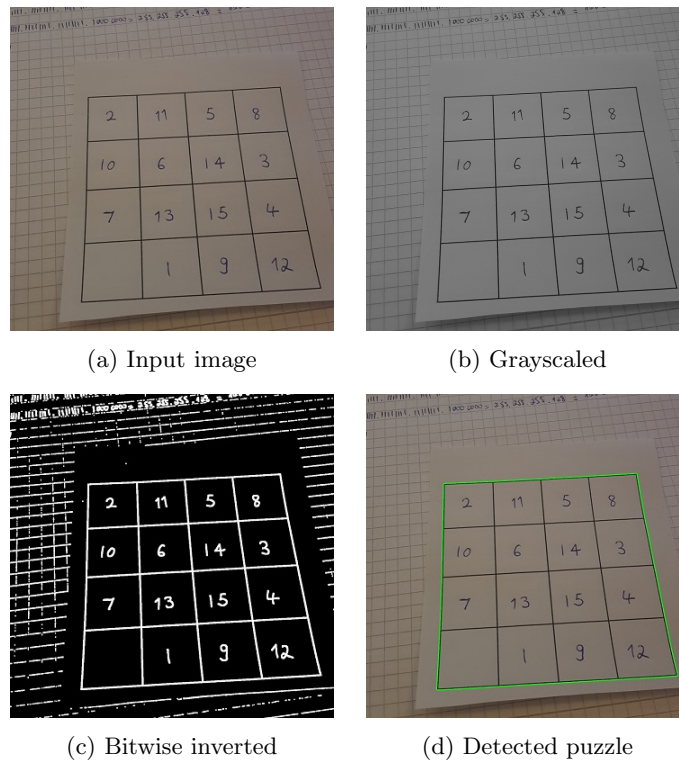 2 11 5 8
10 6 14 3
7 13 15 4
1 9 12
(a) Input image
2 11 5 8
10 6 14 3
7 13 15 4
1 9 12
(b) Grayscaled
2 11 5 8
10 6 14 3
7 13 15 4
1 9 12
(c) Bitwise inverted
2 11 5 8
10 6 14 3
7 13 15 4
1 9 12
(d) Detected puzzle